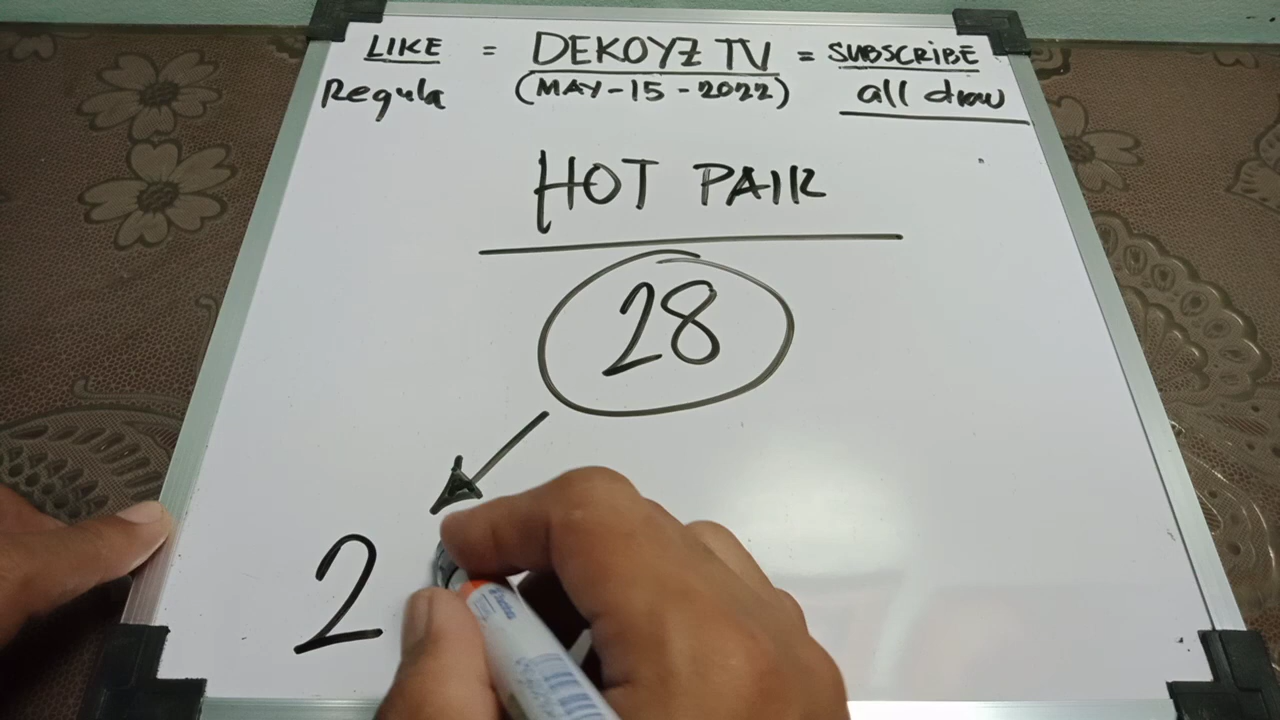 LIKE = DEKOYZ TV = SUBSCRIBE
Regula (MAY-15-2022) all draw
HOT PAIR
28
2